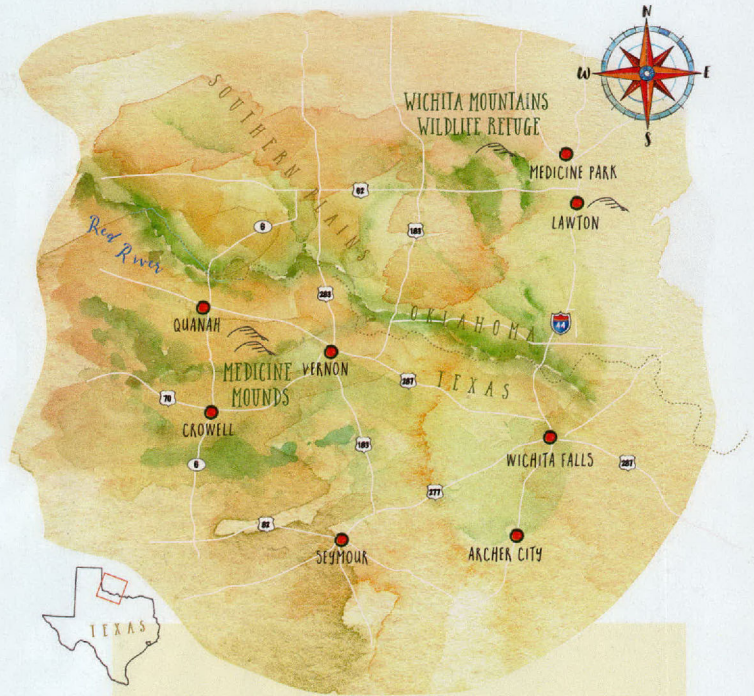 N
W
E
S
SOUTHERN PLAINS
WICHITA MOUNTAINS
WILDLIFE REFUGE
MEDICINE PARK
62
LAWTON
Red River
6
183
283
QUANAH
OKLAHOMA
44
MEDICINE
MOUNDS
VERNON
TEXAS
287
70
CROWELL
6
183
WICHITA FALLS
287
277
82
SEYMOUR
ARCHER CITY
TEXAS